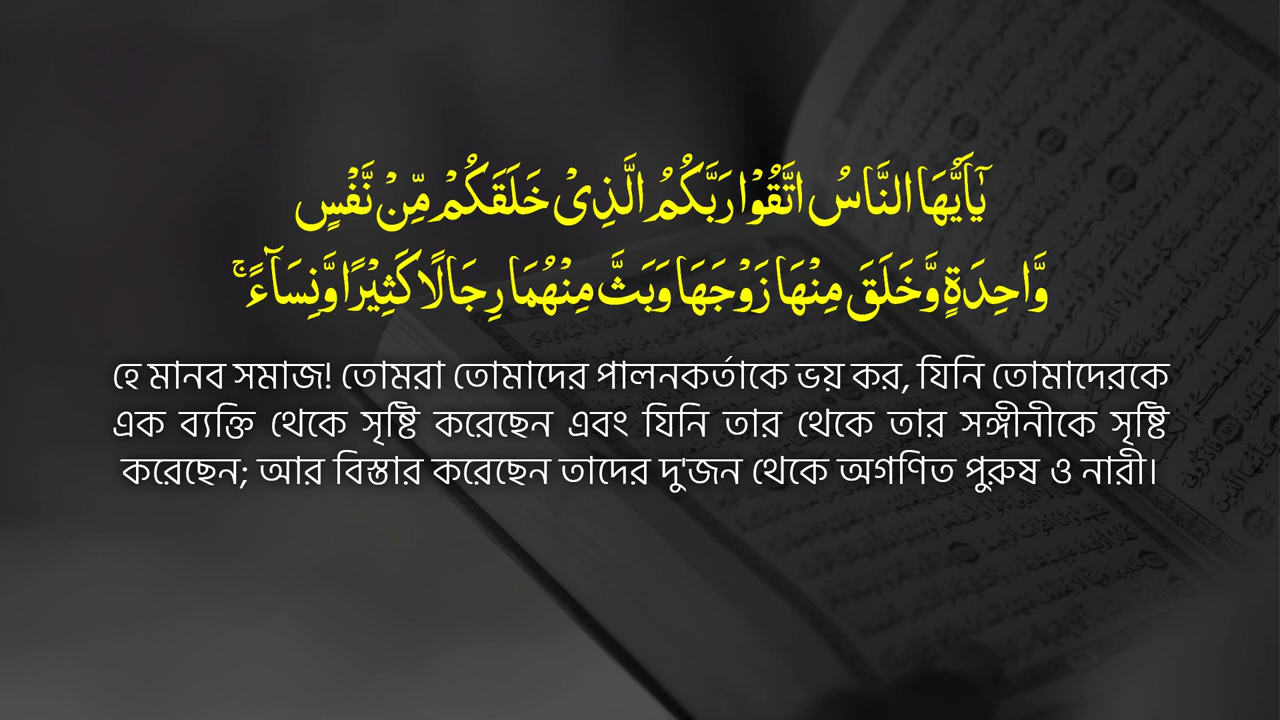 يٰٓاَيُّهَا النَّاسُ اتَّقُوْا رَبَّكُمُ الَّذِىْ خَلَقَكُمْ مِّنْ نَّفْسٍ
وَّاحِدَةٍ وَّخَلَقَ مِنْهَا زَوْجَهَا وَبَثَّ مِنْهُمَا رِجَالًا كَثِيْرًا وَّنِسَآءً ۚ
হে মানব সমাজ! তোমরা তোমাদের পালনকর্তাকে ভয় কর, যিনি তোমাদেরকে
এক ব্যক্তি থেকে সৃষ্টি করেছেন এবং যিনি তার থেকে তার সঙ্গীনীকে সৃষ্টি
করেছেন; আর বিস্তার করেছেন তাদের দু'জন থেকে অগণিত পুরুষ ও নারী।